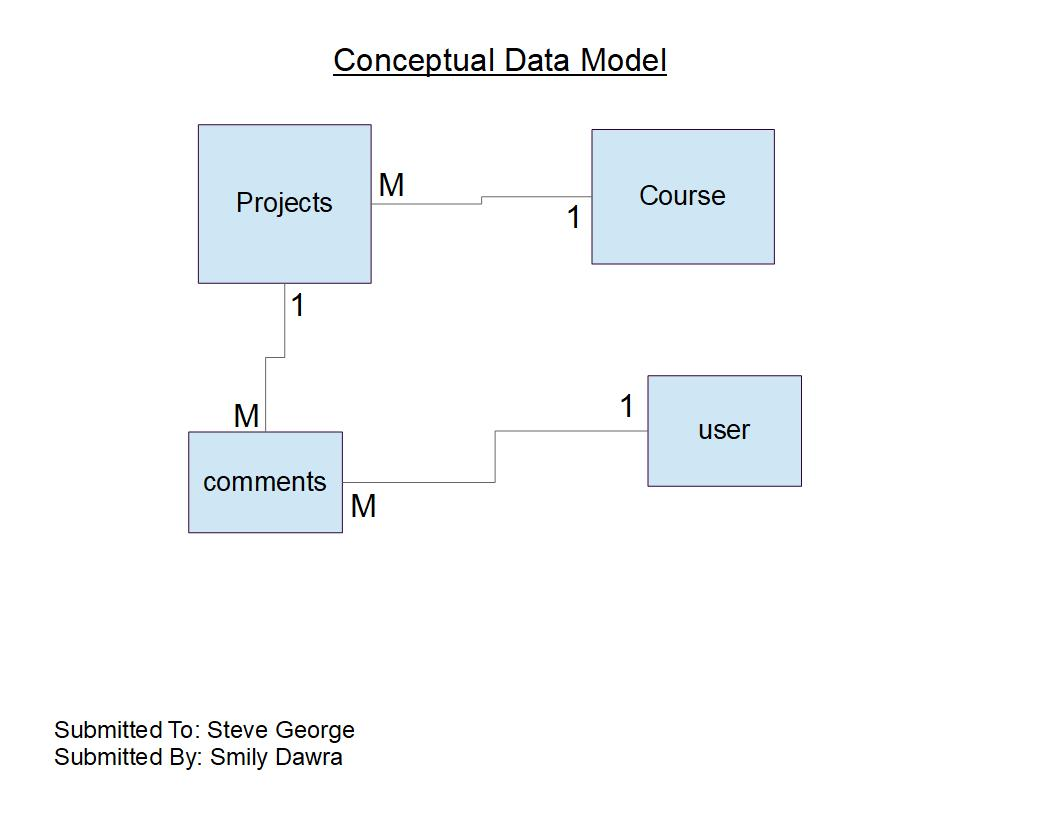 Conceptual Data Model
Projects
M
1
Course
1
M
comments
M
1
user
Submitted To: Steve George
Submitted By: Smily Dawra